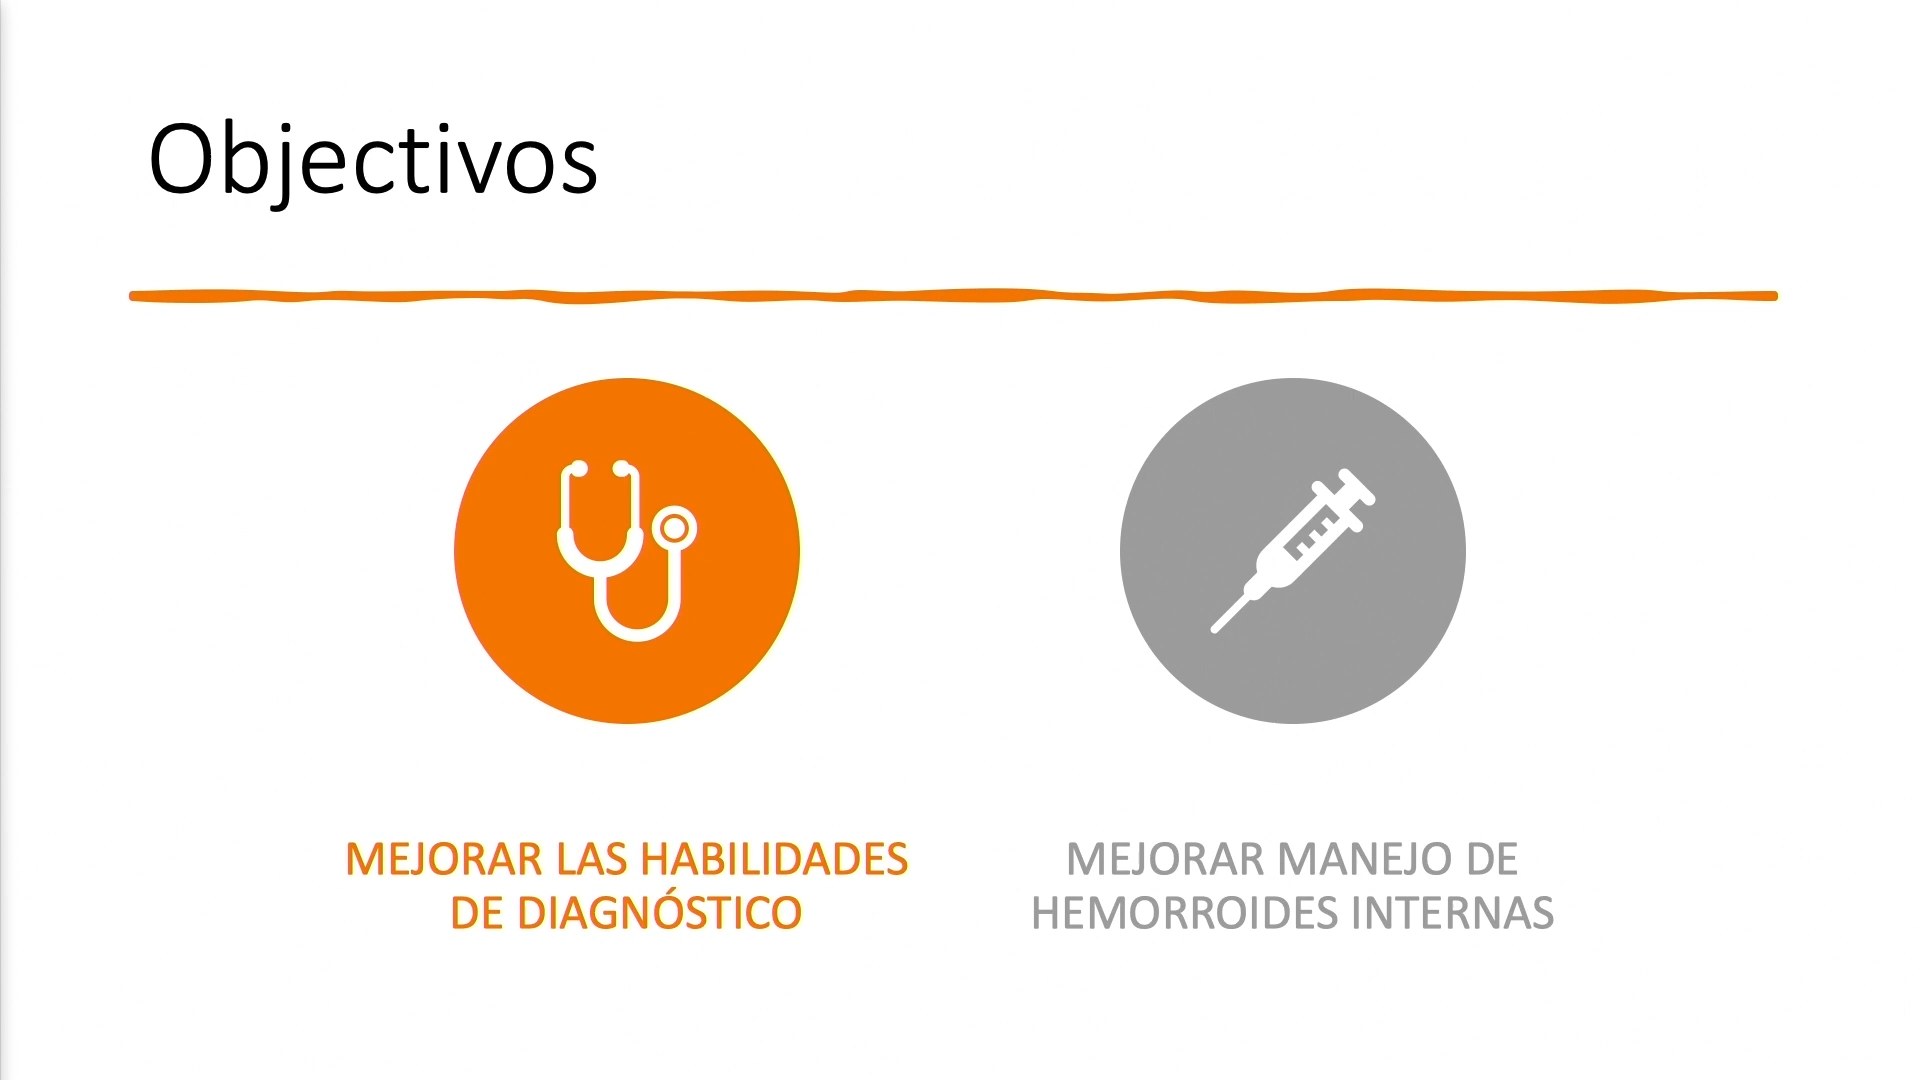 Objectivos
MEJORAR LAS HABILIDADES
DE DIAGNÓSTICO
MEJORAR MANEJO DE
HEMORROIDES INTERNAS